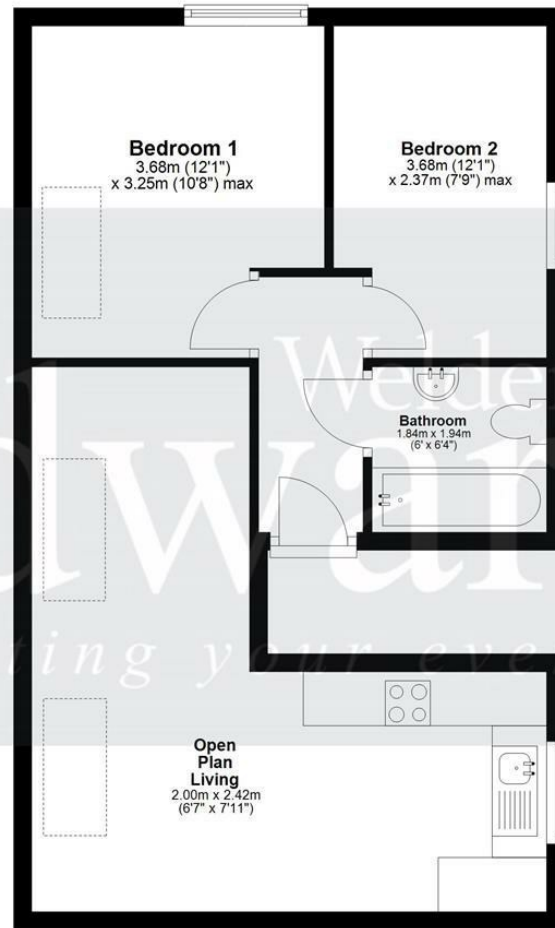 Bedroom 1
3.68m (12'1")
x 3.25m (10'8") max
Bedroom 2
3.68m (12'1")
x 2.37m (7'9") max
Bathroom
1.84m x 1.94m
(6' x 6'4")
Open
Plan
Living
2.00m x 2.42m
(6'7" x 7'11")